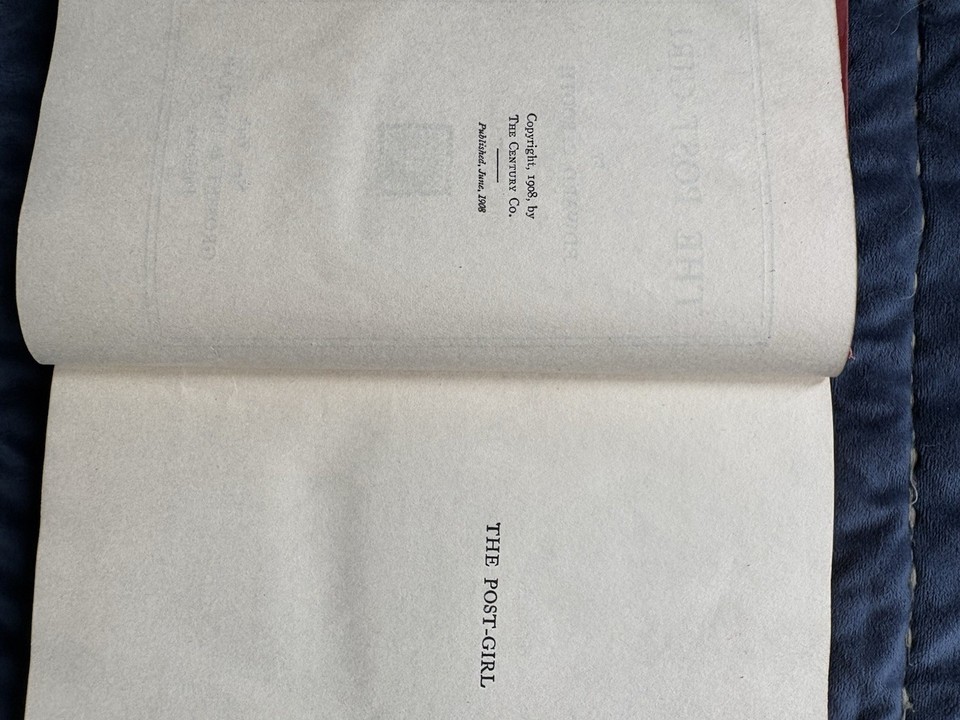 Copyright, 1908, by
THE CENTURY CO.
Published, June, 1908
THE POST-GIRL